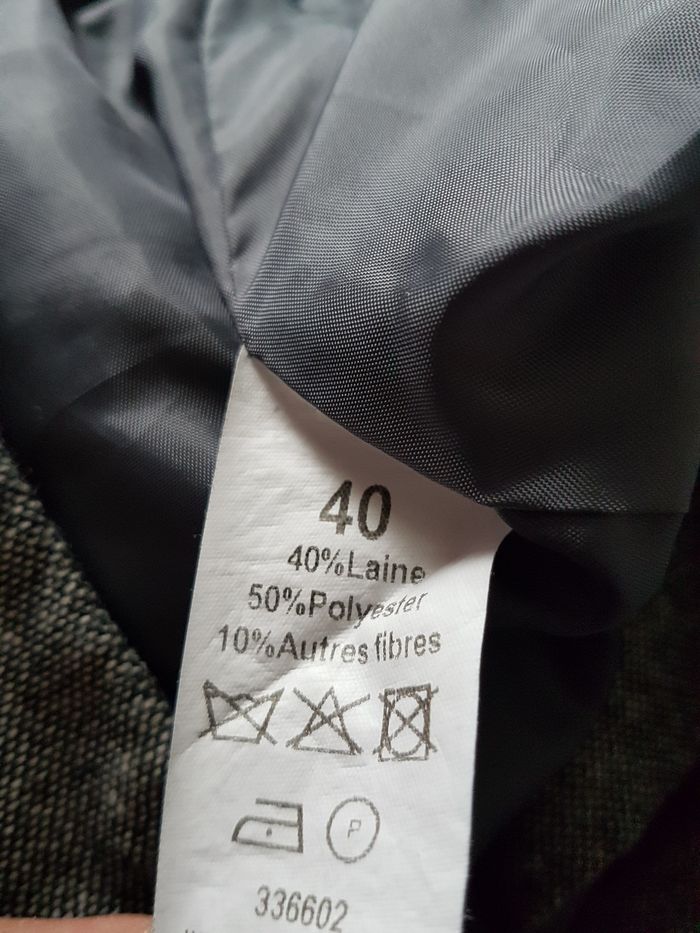 40
40%Laine
50%Polyester
10%Autres fibres
P
336602